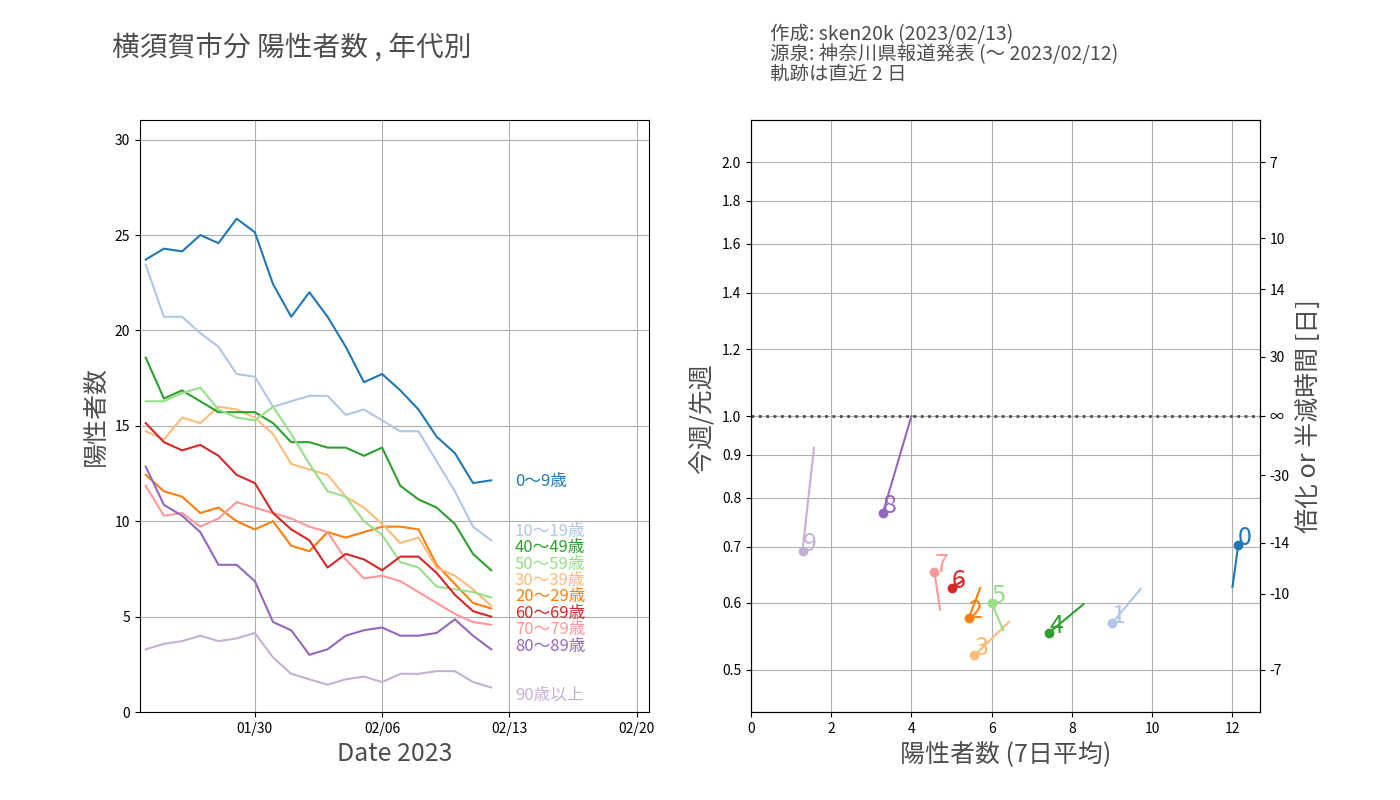 横須賀市分 陽性者数 , 年代別
作成: sken20k (2023/02/13)
源泉: 神奈川県報道発表 (〜 2023/02/12)
軌跡は直近 2 日
陽性者数
30
25
20
15
10
5
0
01/30
02/06
02/13
02/20
Date 2023
0〜9歳
10〜19歳
40〜49歳
50〜59歳
30〜39歳
20〜29歳
60〜69歳
70〜79歳
80〜89歳
90歳以上
今週/先週
2.0
1.8
1.6
1.4
1.2
1.0
0.9
0.8
0.7
0.6
0.5
0
2
4
6
8
10
12
陽性者数 (7日平均)
9
8
7
6
2
3
5
4
1
0
7
10
14
30
∞
-30
-14
-10
-7
倍化 or 半減時間 [日]